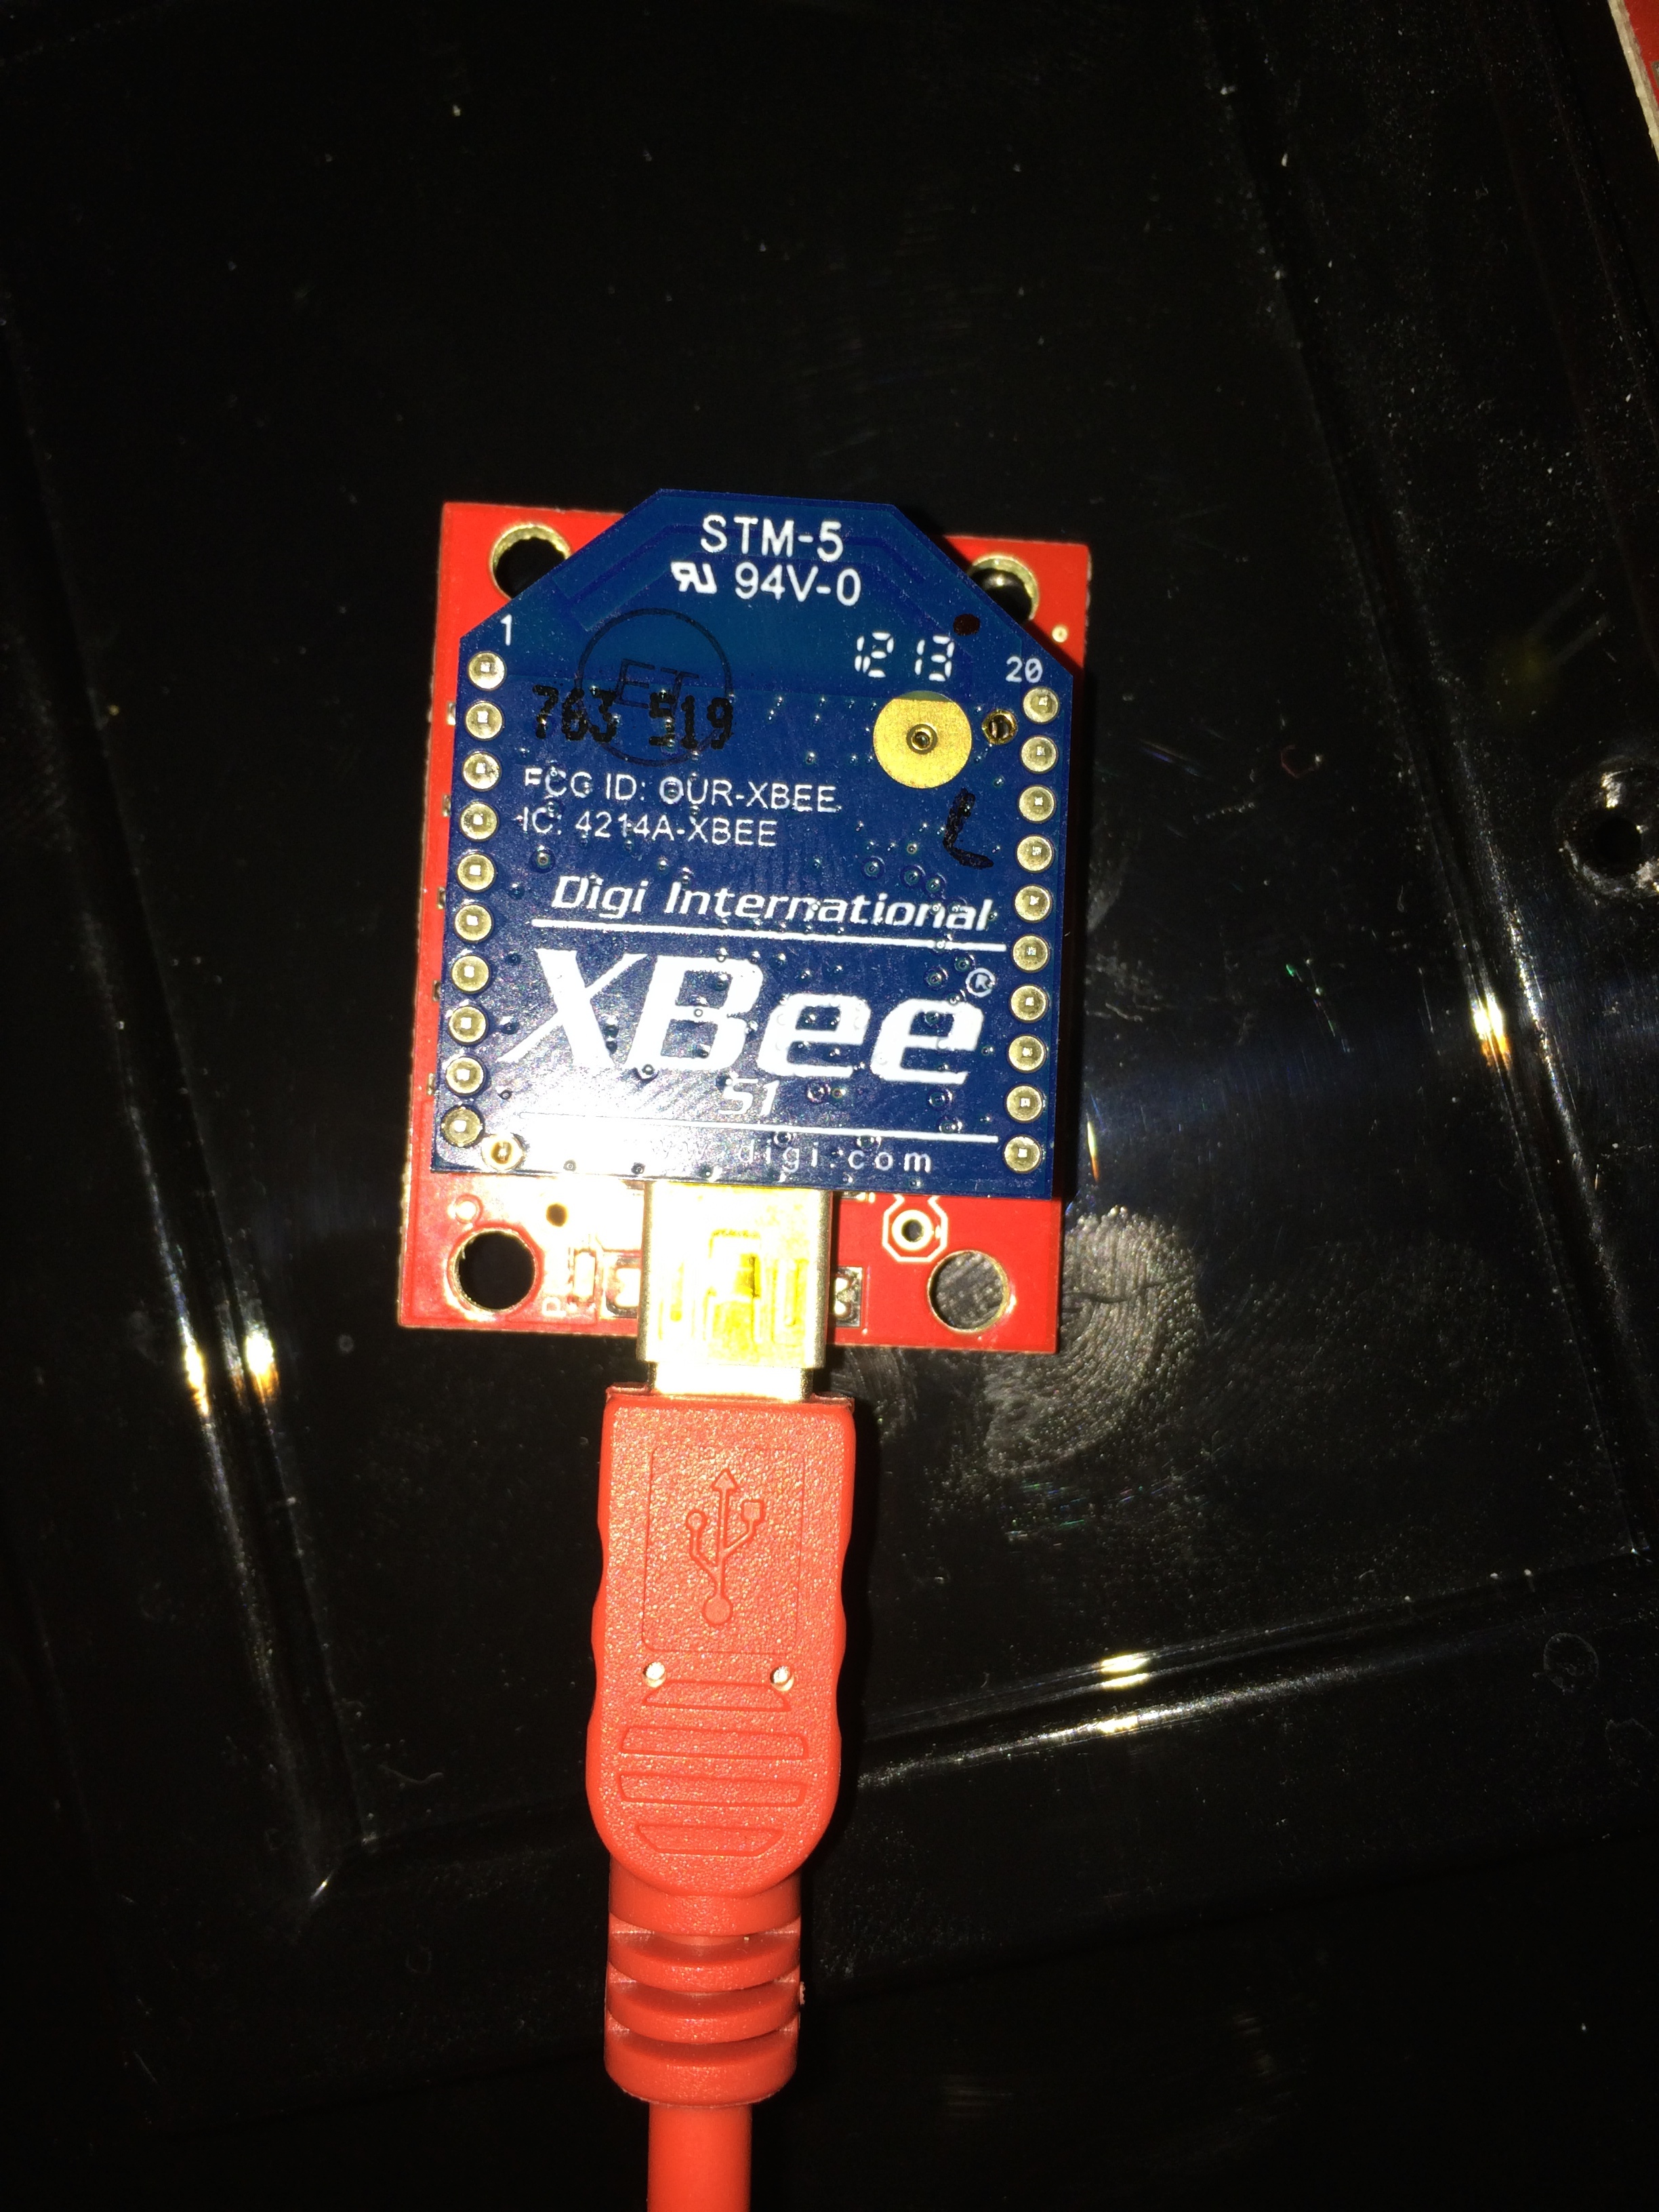 STM-5
94V-0
1 1213 20
ET
763 519
FCC ID: OUR-XBEE
IC: 4214A-XBEE
L
Digi International
XBee®
S1
digi.com